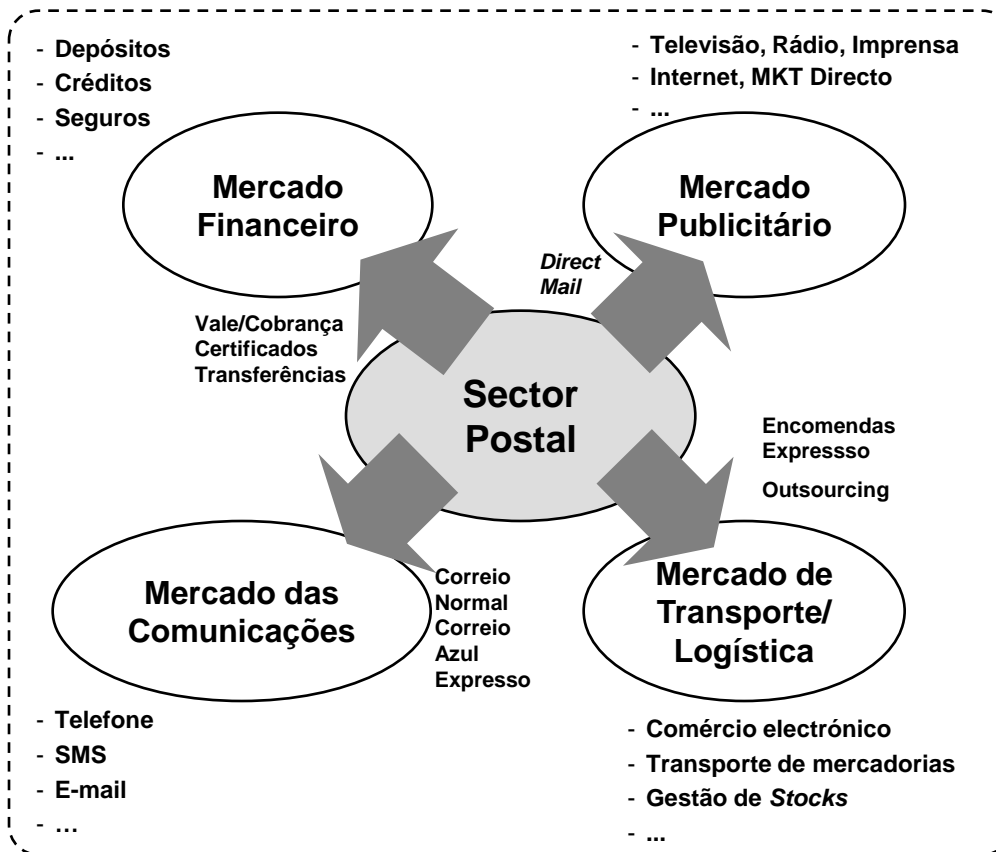 - Depósitos
- Créditos
- Seguros
- ...
- Televisão, Rádio, Imprensa
- Internet, MKT Directo
- ...
Mercado
Financeiro
Mercado
Publicitário
Direct
Mail
Vale/Cobrança
Certificados
Transferências
Sector
Postal
Encomendas
Expressso
Outsourcing
Mercado das
Comunicações
Correio
Normal
Correio
Azul
Expresso
Mercado de
Transporte/
Logística
- Telefone
- SMS
- E-mail
- ...
- Comércio electrónico
- Transporte de mercadorias
- Gestão de Stocks
- ...